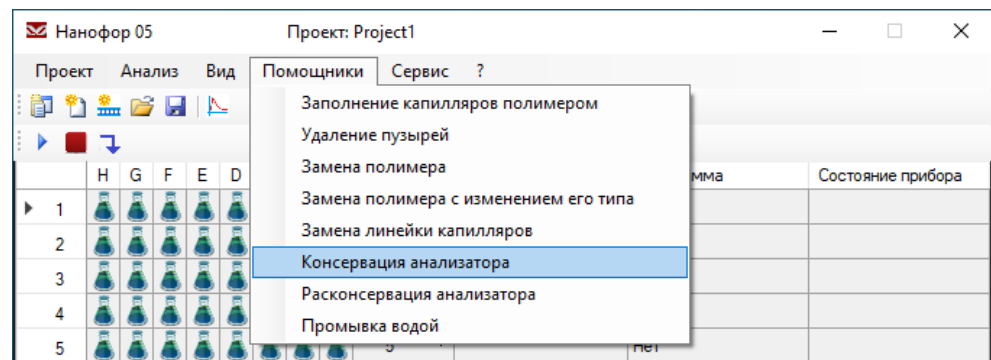 Нанофор 05 Проект: Project1
Проект Анализ Вид Помощники Сервис ?
Заполнение капилляров полимером
Удаление пузырей
Замена полимера
мма Состояние прибора
H G F E D
Замена полимера с изменением его типа
1
Замена линейки капилляров
2
Консервация анализатора
3
Расконсервация анализатора
4
Промывка водой
5 5 Нет